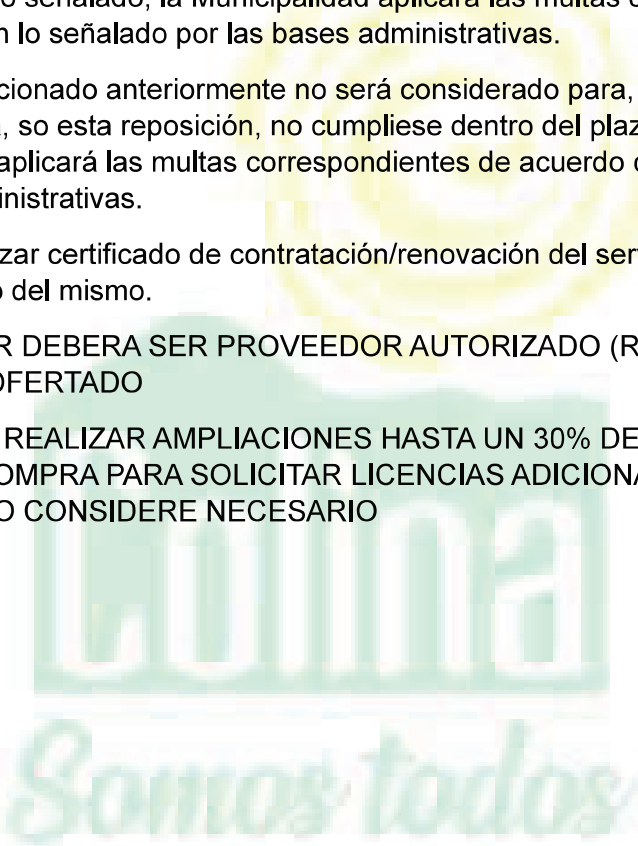 o señalado, la Municipalidad aplicará las multas
n lo señalado por las bases administrativas.
cionado anteriormente no será considerado para,
, so esta reposición, no cumpliese dentro del plaz
aplicará las multas correspondientes de acuerdo
inistrativas.
zar certificado de contratación/renovación del ser
o del mismo.
R DEBERA SER PROVEEDOR AUTORIZADO (R
OFERTADO
REALIZAR AMPLIACIONES HASTA UN 30% DE
OMPRA PARA SOLICITAR LICENCIAS ADICIONA
O CONSIDERE NECESARIO
Colina
Somos todos